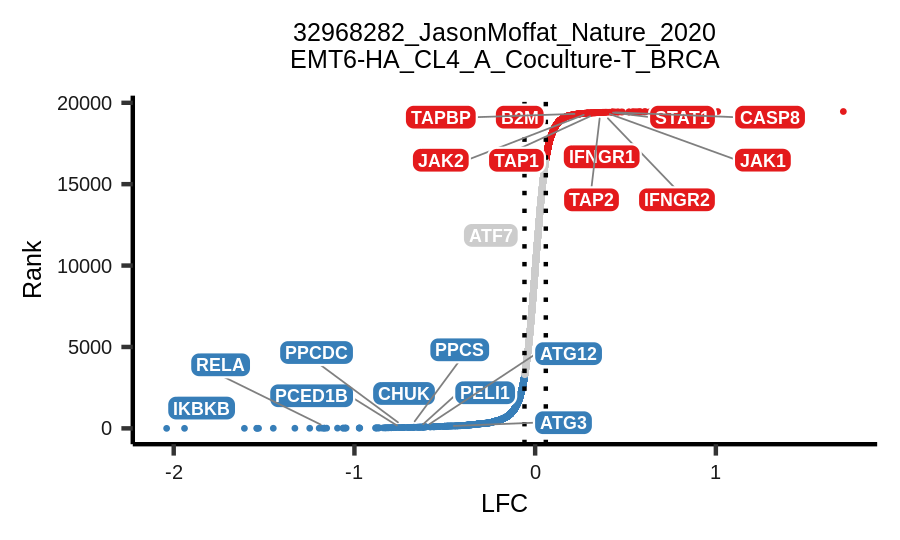 32968282_JasonMoffat_Nature_2020
EMT6-HA_CL4_A_Coculture-T_BRCA
Rank
20000
15000
10000
5000
0
TAPBP
B2M
STAT1
CASP8
JAK2
TAP1
IFNGR1
JAK1
TAP2
IFNGR2
ATF7
PPCS
ATG12
PPCDC
RELA
PCED1B
CHUK
PELI1
IKBKB
ATG3
-2
-1
0
1
LFC